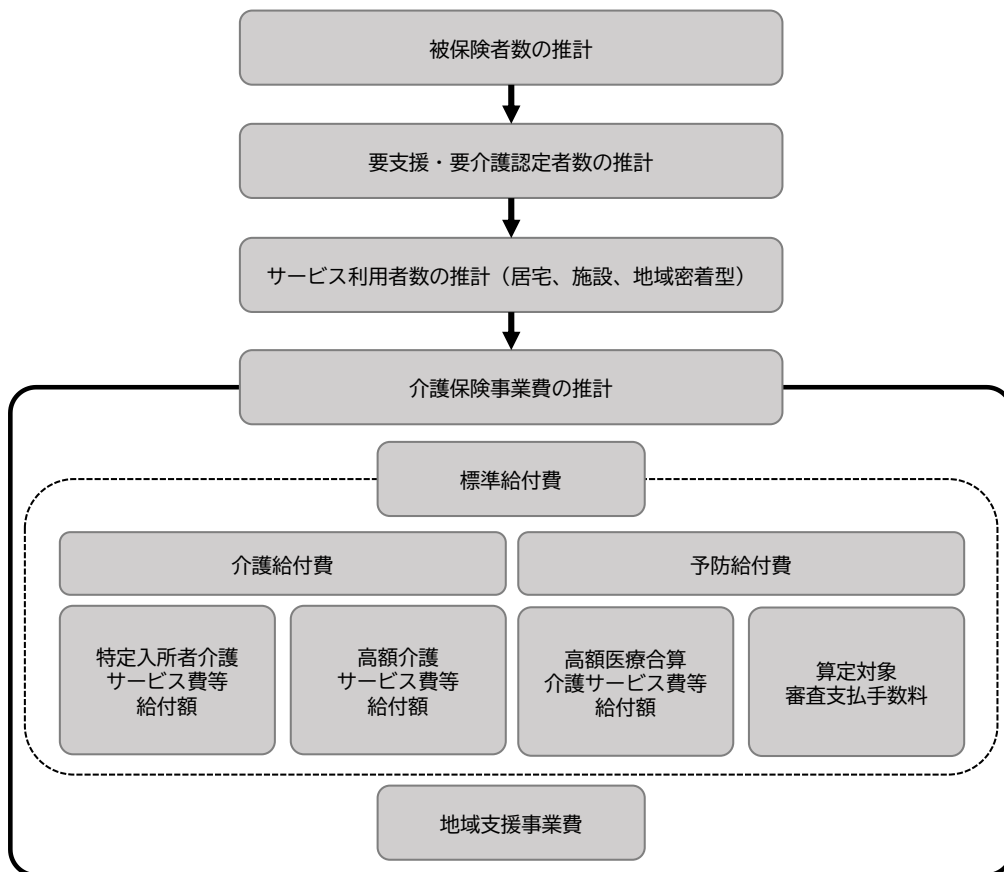 被保険者数の推計
要支援・要介護認定者数の推計
サービス利用者数の推計（居宅、施設、地域密着型）
介護保険事業費の推計
標準給付費
介護給付費
予防給付費
特定入所者介護
サービス費等
給付額
高額介護
サービス費等
給付額
高額医療合算
介護サービス費等
給付額
算定対象
審査支払手数料
地域支援事業費